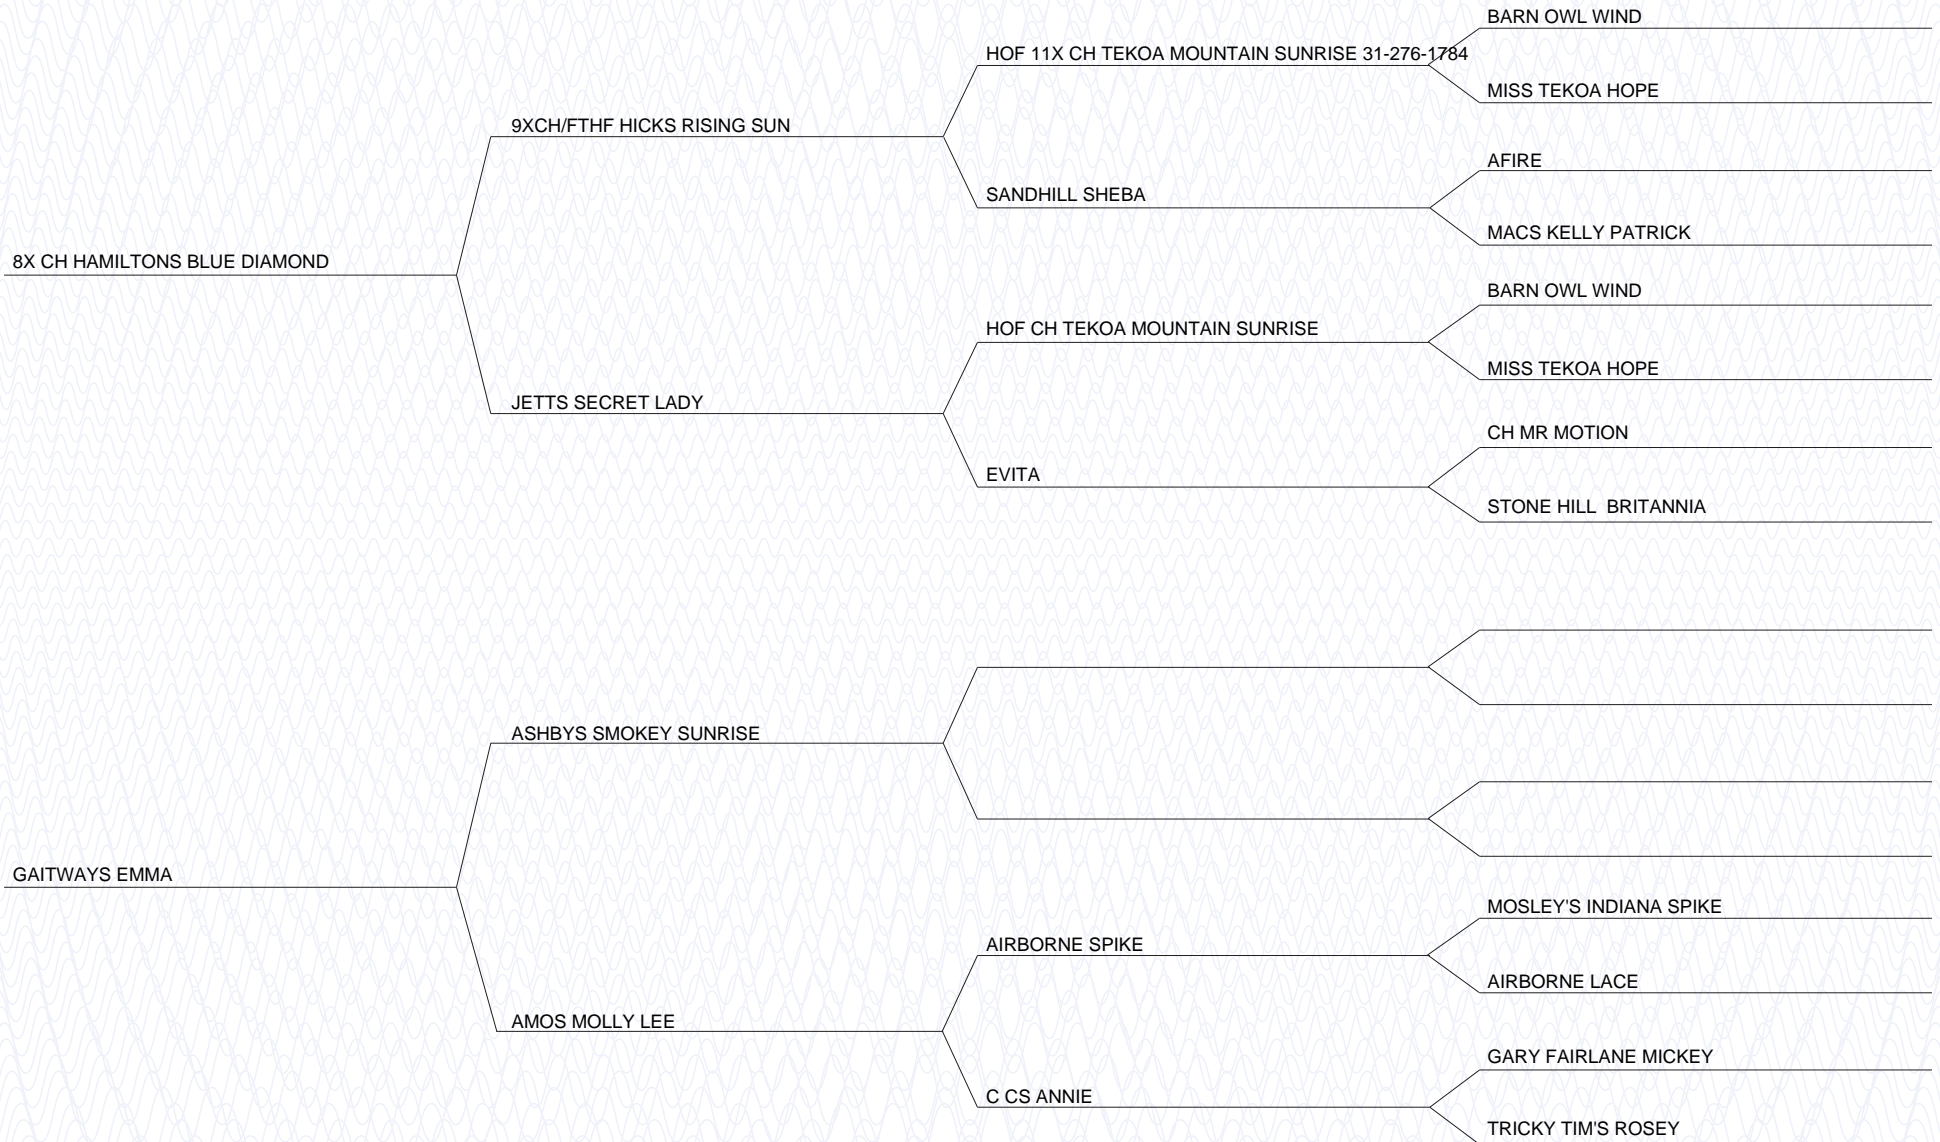 BARN OWL WIND
HOF 11X CH TEKOA MOUNTAIN SUNRISE 31-276-1784
MISS TEKOA HOPE
9XCH/FTHF HICKS RISING SUN
AFIRE
SANDHILL SHEBA
MACS KELLY PATRICK
8X CH HAMILTONS BLUE DIAMOND
BARN OWL WIND
HOF CH TEKOA MOUNTAIN SUNRISE
MISS TEKOA HOPE
JETTS SECRET LADY
CH MR MOTION
EVITA
STONE HILL  BRITANNIA
ASHBYS SMOKEY SUNRISE
GAITWAYS EMMA
MOSLEY'S INDIANA SPIKE
AIRBORNE SPIKE
AIRBORNE LACE
AMOS MOLLY LEE
GARY FAIRLANE MICKEY
C CS ANNIE
TRICKY TIM'S ROSEY